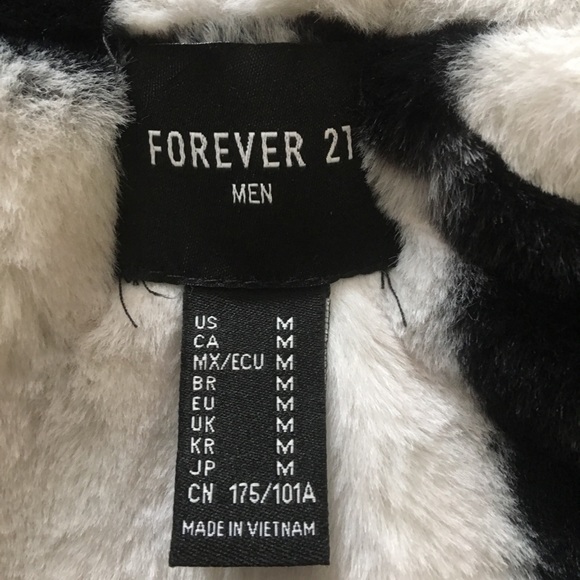 FOREVER 21
MEN
US M
CA M
MX/ECU M
BR M
EU M
UK M
KR M
JP M
CN 175/101A
MADE IN VIETNAM